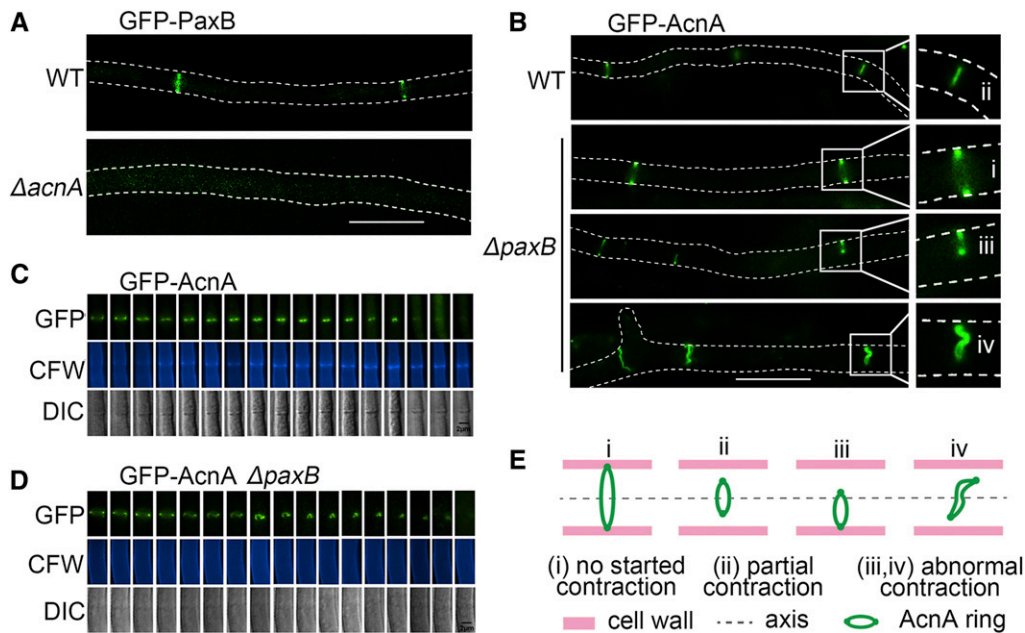 A
GFP-PaxB
WT
ΔacnA
B
GFP-AcnA
WT
ii
i
ΔpaxB
iii
iv
C
GFP-AcnA
GFP
CFW
DIC
2μm
D
GFP-AcnA ΔpaxB
GFP
CFW
DIC
2μm
E
i ii iii iv
(i) no started (ii) partial (iii,iv) abnormal
contraction contraction contraction
cell wall axis AcnA ring